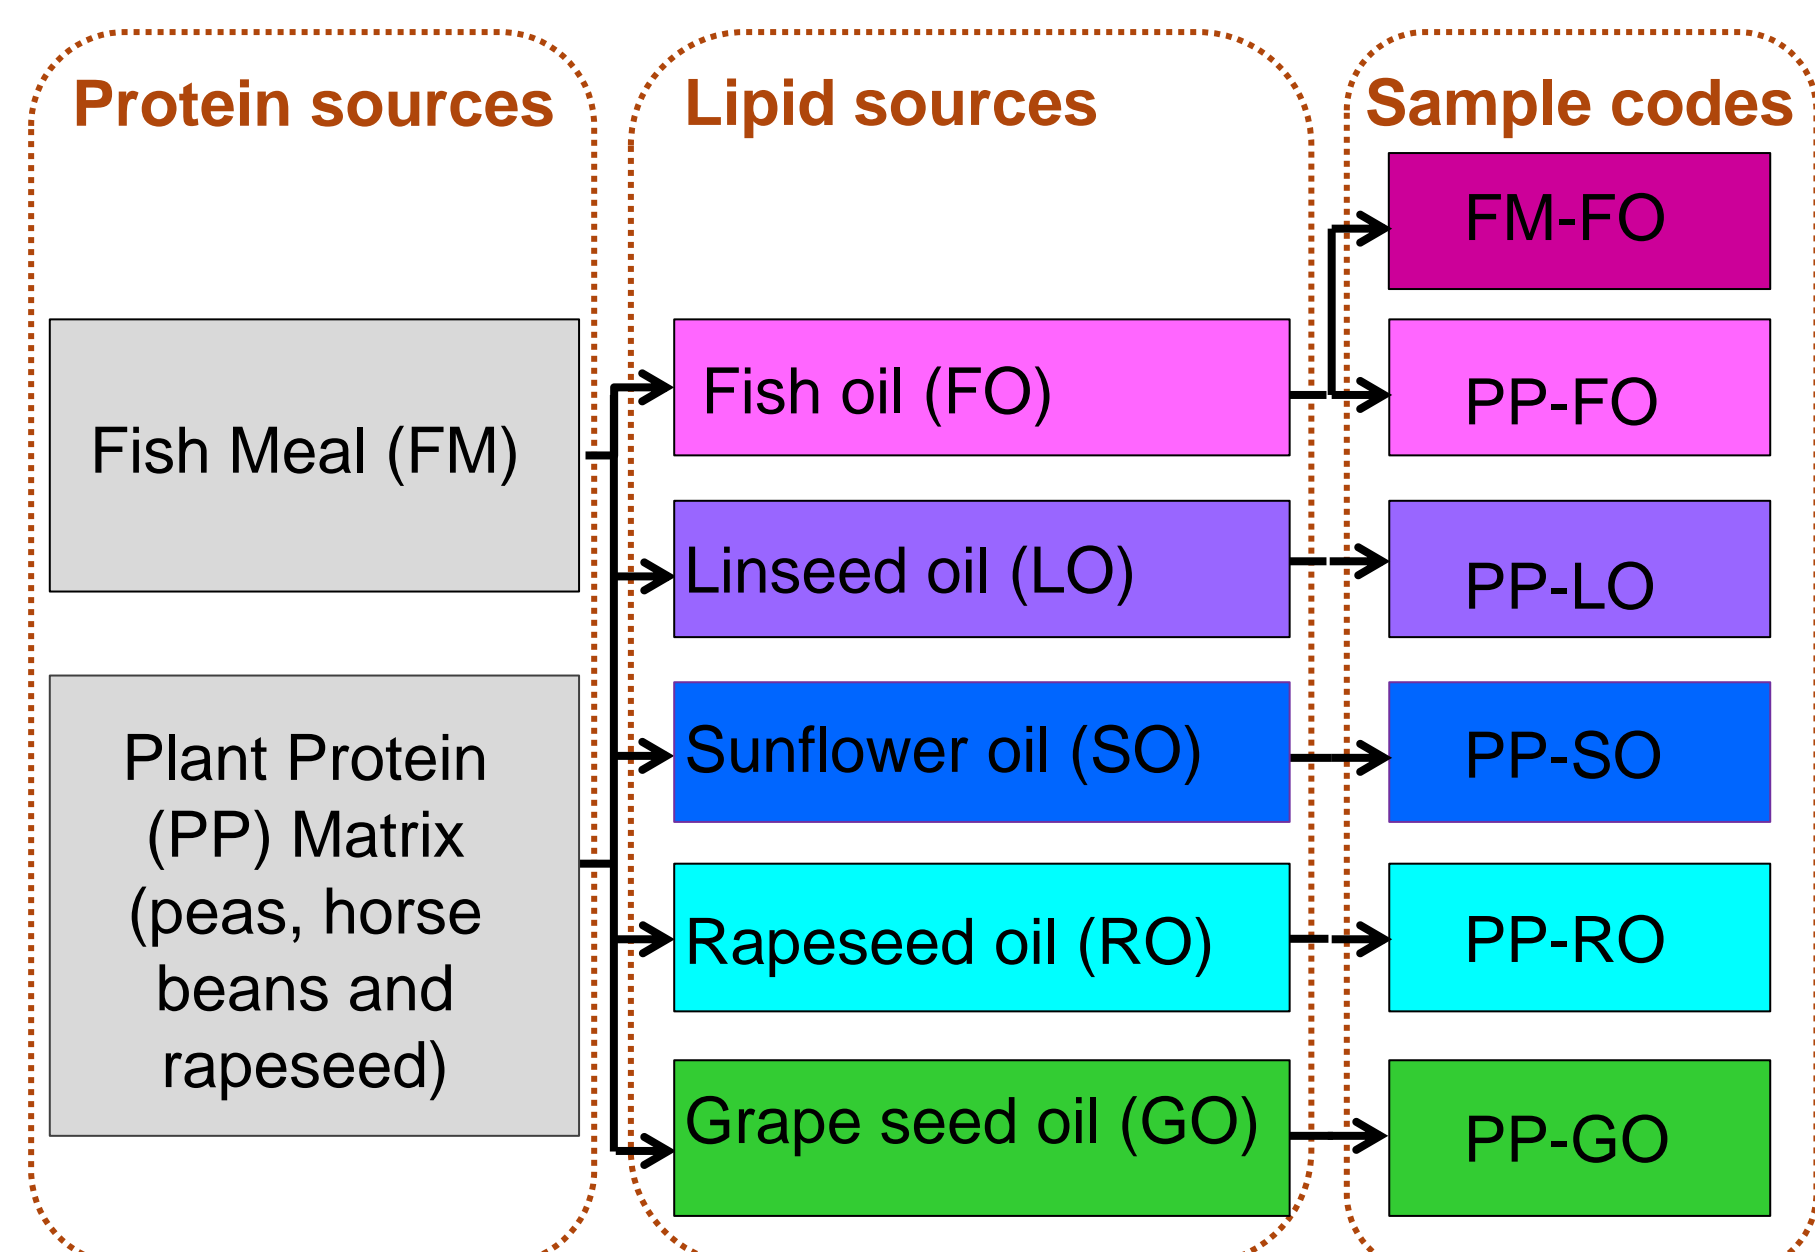 Protein sources
Lipid sources
Sample codes
Fish Meal (FM)
Plant Protein
(PP) Matrix
(peas, horse
beans and
rapeseed)
Fish oil (FO)
Linseed oil (LO)
Sunflower oil (SO)
Rapeseed oil (RO)
Grape seed oil (GO)
FM-FO
PP-FO
PP-LO
PP-SO
PP-RO
PP-GO